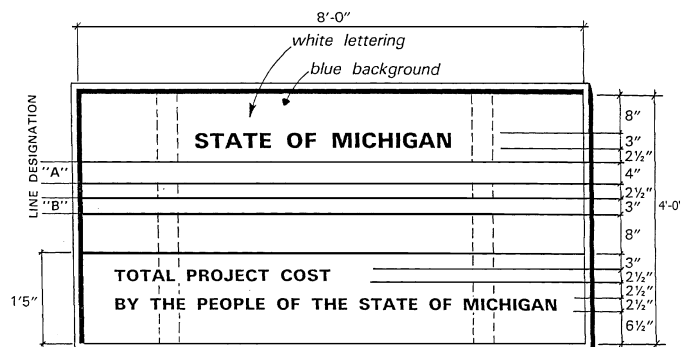 8'-0"
white lettering
blue background
8"
STATE OF MICHIGAN
3"
2½"
LINE DESIGNATION
"A"
4"
2½"
"B"
3"
4'-0"
8"
3"
TOTAL PROJECT COST
2½"
2½"
1'5"
BY THE PEOPLE OF THE STATE OF MICHIGAN
2½"
6½"